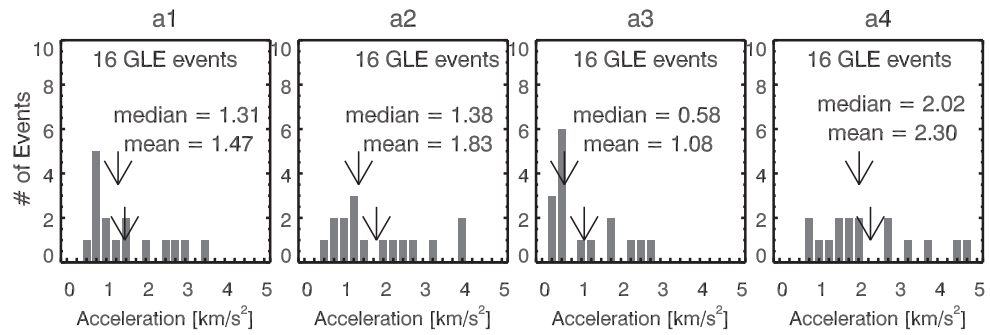 a1 a2 a3 a4
10 10 10 10
16 GLE events 16 GLE events 16 GLE events 16 GLE events
8 8 8 8
median = 1.31 median = 1.38 median = 0.58 median = 2.02
mean = 1.47 mean = 1.83 mean = 1.08 mean = 2.30
6 6 6 6
# of Events
4 4 4 4
2 2 2 2
0 0 0 0
0 1 2 3 4 5 0 1 2 3 4 5 0 1 2 3 4 5 0 1 2 3 4 5
Acceleration [km/s²] Acceleration [km/s²] Acceleration [km/s²] Acceleration [km/s²]